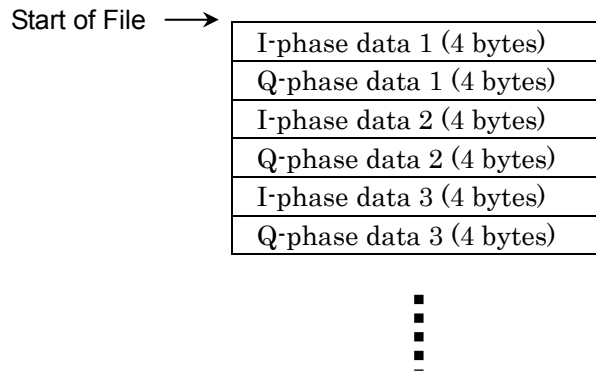 Start of File
I-phase data 1 (4 bytes)
Q-phase data 1 (4 bytes)
I-phase data 2 (4 bytes)
Q-phase data 2 (4 bytes)
I-phase data 3 (4 bytes)
Q-phase data 3 (4 bytes)